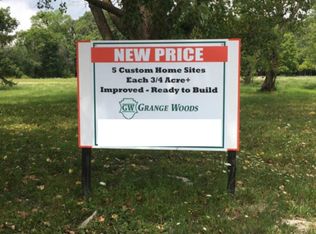 NEW PRICE
5 Custom Home Sites
Each 3/4 Acre+
Improved - Ready to Build
GW GRANGE WOODS